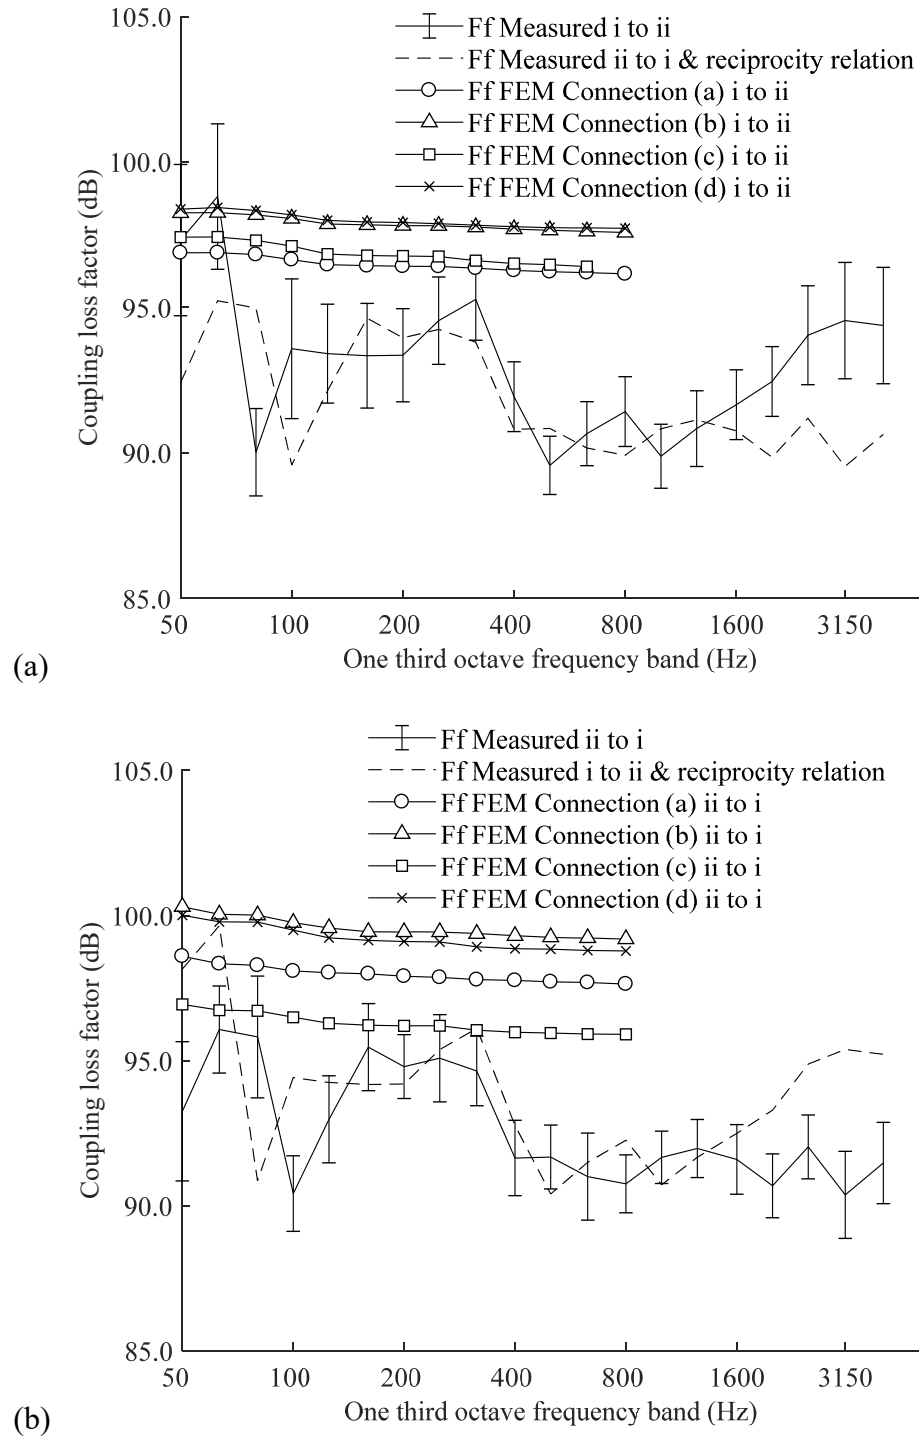 105.0
Ff Measured i to ii
Ff Measured ii to i & reciprocity relation
Ff FEM Connection (a) i to ii
Ff FEM Connection (b) i to ii
Ff FEM Connection (c) i to ii
Ff FEM Connection (d) i to ii
100.0
95.0
90.0
85.0
Coupling loss factor (dB)
50 100 200 400 800 1600 3150
One third octave frequency band (Hz)
(a)
Ff Measured ii to i
Ff Measured i to ii & reciprocity relation
Ff FEM Connection (a) ii to i
Ff FEM Connection (b) ii to i
Ff FEM Connection (c) ii to i
Ff FEM Connection (d) ii to i
105.0
100.0
95.0
90.0
85.0
Coupling loss factor (dB)
50 100 200 400 800 1600 3150
One third octave frequency band (Hz)
(b)